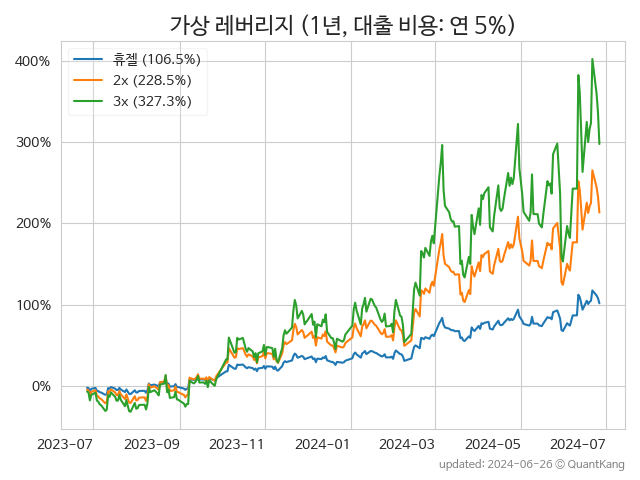 가상 레버리지 (1년, 대출 비용: 연 5%)
휴젤 (106.5%)
2x (228.5%)
3x (327.3%)
400%
300%
200%
100%
0%
2023-07 2023-09 2023-11 2024-01 2024-03 2024-05 2024-07
updated: 2024-06-26 © QuantKang